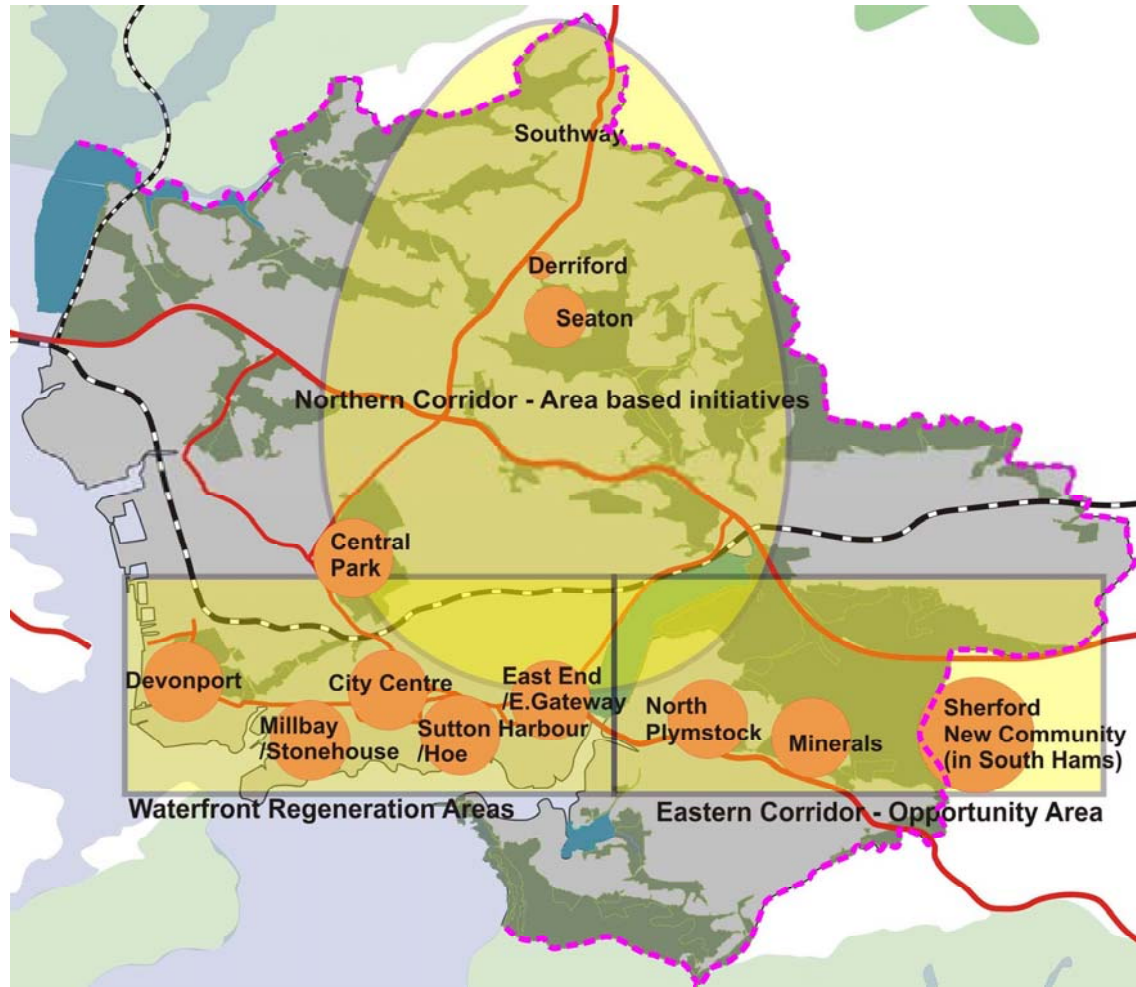 Southway
Derriford
Seaton
Northern Corridor - Area based initiatives
Central
Park
Devonport
City Centre
East End
/E.Gateway
Millbay
/Stonehouse
Sutton Harbour
/Hoe
North
Plymstock
Minerals
Sherford
New Community
(in South Hams)
Waterfront Regeneration Areas
Eastern Corridor - Opportunity Area